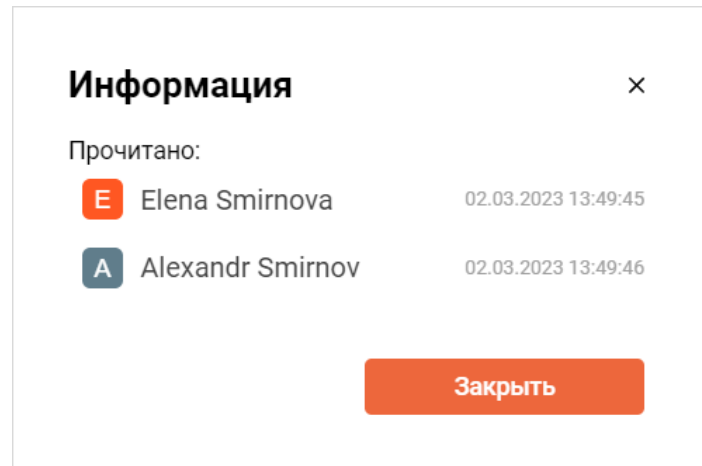 Информация
Прочитано:
E Elena Smirnova 02.03.2023 13:49:45
A Alexandr Smirnov 02.03.2023 13:49:46
Закрыть